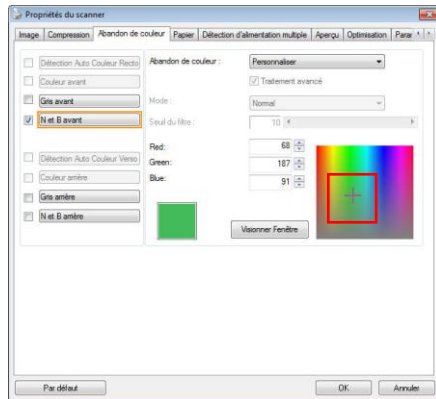 Propriétés du scanner
Image Compression Abandon de couleur Papier Détection d'alimentation multiple Aperçu Optimisation Para
Détection Auto Couleur Recto
Couleur avant
Gris avant
N et B avant
Détection Auto Couleur Verso
Couleur arrière
Gris arrière
N et B arrière
Abandon de couleur : Personnaliser
Traitement avancé
Mode : Normal
Seuil du filtre : 10
Red: 68
Green: 187
Blue: 91
Visionner Fenêtre
Par défaut OK Annuler